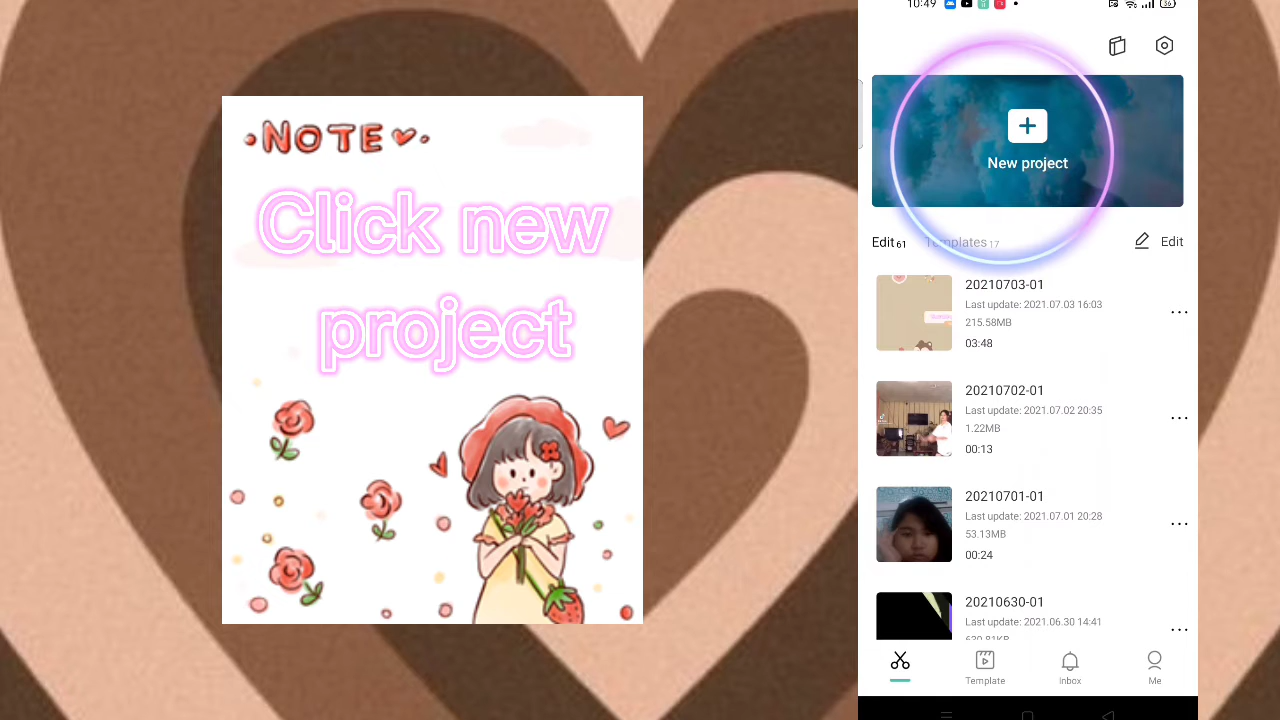 NOTE
Click new
project
10:49
36
New project
Edit 61
Templates 17
Edit
20210703-01
Last update: 2021.07.03 16:03
215.58MB
03:48
20210702-01
Last update: 2021.07.02 20:35
1.22MB
00:13
20210701-01
Last update: 2021.07.01 20:28
53.13MB
00:24
20210630-01
Last update: 2021.06.30 14:41
Template
Inbox
Me